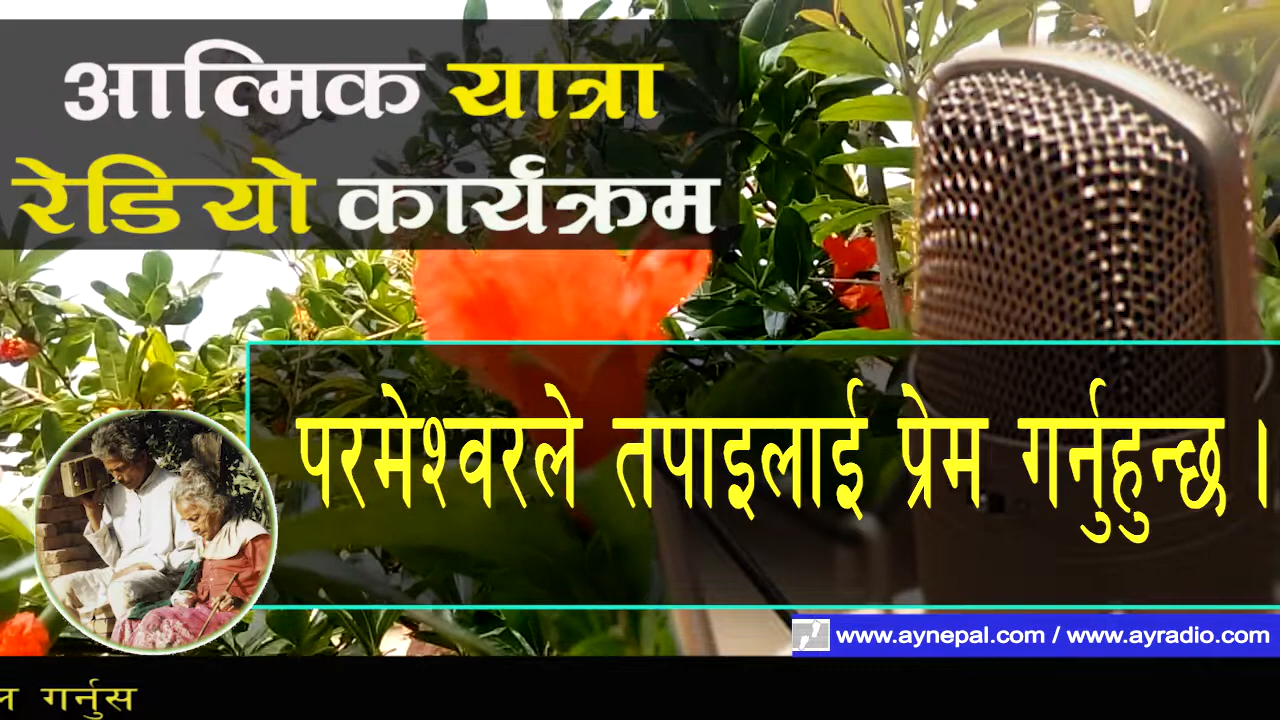 आत्मिक यात्रा
रेडियो कार्यक्रम
परमेश्वरले तपाइलाई प्रेम गर्नुहुन्छ ।
www.aynepal.com / www.ayradio.com
ल गर्नुस